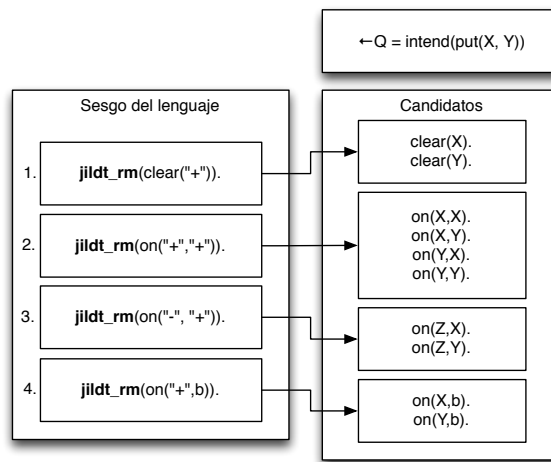 ←Q = intend(put(X, Y))
Sesgo del lenguaje
1. jildt_rm(clear("+")).
2. jildt_rm(on("+","+")).
3. jildt_rm(on("-", "+")).
4. jildt_rm(on("+",b)).
Candidatos
clear(X).
clear(Y).
on(X,X).
on(X,Y).
on(Y,X).
on(Y,Y).
on(Z,X).
on(Z,Y).
on(X,b).
on(Y,b).